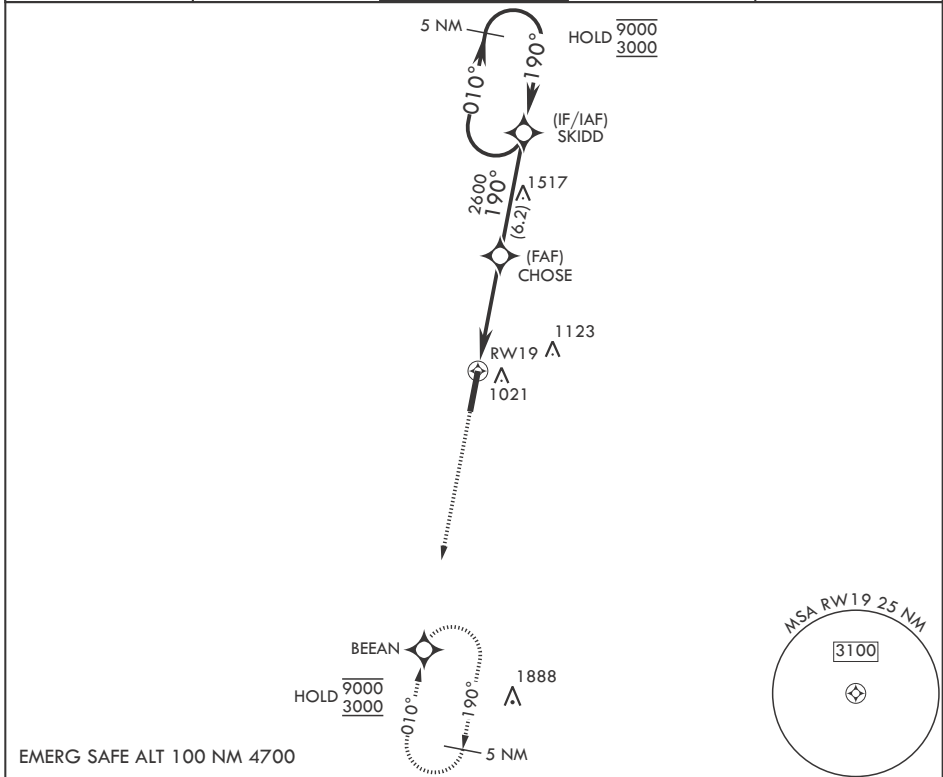 5 NM
HOLD 9000
3000
010°
190°
(IF/IAF)
SKIDD
2600
190°
(6.2)
1517
(FAF)
CHOSE
1123
RW19
1021
MSA RW19 25 NM
3100
BEEAN
HOLD 9000
3000
010°
190°
1888
5 NM
EMERG SAFE ALT 100 NM 4700